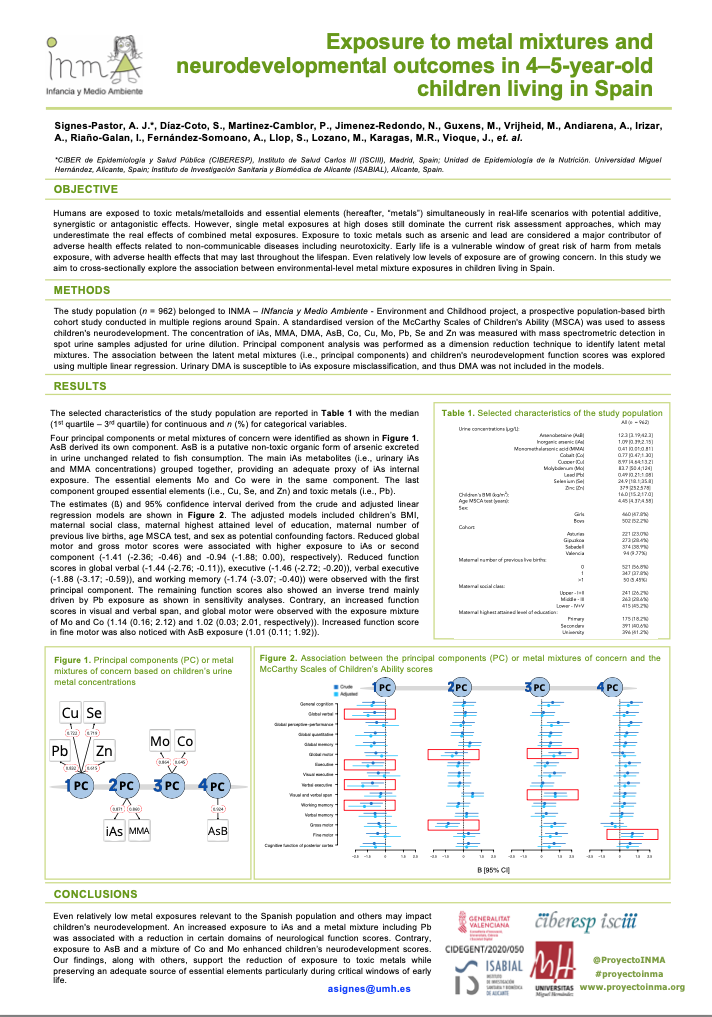 inmA
Infancia y Medio Ambiente
Exposure to metal mixtures and
neurodevelopmental outcomes in 4–5-year-old
children living in Spain
Signes-Pastor, A. J.*, Díaz-Coto, S., Martinez-Camblor, P., Jimenez-Redondo, N., Guxens, M., Vrijheid, M., Andiarena, A., Irizar,
A., Riaño-Galan, I., Fernández-Somoano, A., Llop, S., Lozano, M., Karagas, M.R., Vioque, J., et. al.
*CIBER de Epidemiología y Salud Pública (CIBERESP), Instituto de Salud Carlos III (ISCIII), Madrid, Spain; Unidad de Epidemiología de la Nutrición. Universidad Miguel
Hernández, Alicante, Spain; Instituto de Investigación Sanitaria y Biomédica de Alicante (ISABIAL), Alicante, Spain.
OBJECTIVE
Humans are exposed to toxic metals/metalloids and essential elements (hereafter, "metals") simultaneously in real-life scenarios with potential additive,
synergistic or antagonistic effects. However, single metal exposures at high doses still dominate the current risk assessment approaches, which may
underestimate the real effects of combined metal exposures. Exposure to toxic metals such as arsenic and lead are considered a major contributor of
adverse health effects related to non-communicable diseases including neurotoxicity. Early life is a vulnerable window of great risk of harm from metals
exposure, with adverse health effects that may last throughout the lifespan. Even relatively low levels of exposure are of growing concern. In this study we
aim to cross-sectionally explore the association between environmental-level metal mixture exposures in children living in Spain.
METHODS
The study population (n = 962) belonged to INMA – INfancia y Medio Ambiente - Environment and Childhood project, a prospective population-based birth
cohort study conducted in multiple regions around Spain. A standardised version of the McCarthy Scales of Children's Ability (MSCA) was used to assess
children's neurodevelopment. The concentration of iAs, MMA, DMA, AsB, Co, Cu, Mo, Pb, Se and Zn was measured with mass spectrometric detection in
spot urine samples adjusted for urine dilution. Principal component analysis was performed as a dimension reduction technique to identify latent metal
mixtures. The association between the latent metal mixtures (i.e., principal components) and children's neurodevelopment function scores was explored
using multiple linear regression. Urinary DMA is susceptible to iAs exposure misclassification, and thus DMA was not included in the models.
RESULTS
The selected characteristics of the study population are reported in Table 1 with the median
(1st quartile – 3rd quartile) for continuous and n (%) for categorical variables.
Four principal components or metal mixtures of concern were identified as shown in Figure 1.
AsB derived its own component. AsB is a putative non-toxic organic form of arsenic excreted
in urine unchanged related to fish consumption. The main iAs metabolites (i.e., urinary iAs
and MMA concentrations) grouped together, providing an adequate proxy of iAs internal
exposure. The essential elements Mo and Co were in the same component. The last
component grouped essential elements (i.e., Cu, Se, and Zn) and toxic metals (i.e., Pb).
The estimates (ß) and 95% confidence interval derived from the crude and adjusted linear
regression models are shown in Figure 2. The adjusted models included children's BMI,
maternal social class, maternal highest attained level of education, maternal number of
previous live births, age MSCA test, and sex as potential confounding factors. Reduced global
motor and gross motor scores were associated with higher exposure to iAs or second
component (-1.41 (-2.36; -0.46) and -0.94 (-1.88; 0.00), respectively). Reduced function
scores in global verbal (-1.44 (-2.76; -0.11)), executive (-1.46 (-2.72; -0.20)), verbal executive
(-1.88 (-3.17; -0.59)), and working memory (-1.74 (-3.07; -0.40)) were observed with the first
principal component. The remaining function scores also showed an inverse trend mainly
driven by Pb exposure as shown in sensitivity analyses. Contrary, an increased function
scores in visual and verbal span, and global motor were observed with the exposure mixture
of Mo and Co (1.14 (0.16; 2.12) and 1.02 (0.03; 2.01, respectively)). Increased function score
in fine motor was also noticed with AsB exposure (1.01 (0.11; 1.92)).
Table 1. Selected characteristics of the study population
All (n = 962)
Urine concentrations (µg/L):
Arsenobetaine (AsB) 12.3 (3.19;42.3)
Inorganic arsenic (iAs) 1.09 (0.39;2.15)
Monomethylarsenic acid (MMA) 0.41 (0.01;0.81)
Cobalt (Co) 0.77 (0.47;1.30)
Cupper (Cu) 8.97 (4.64;13.2)
Molybdenum (Mo) 83.7 (50.4;124)
Lead (Pb) 0.49 (0.21;1.08)
Selenium (Se) 24.9 (18.1;35.8)
Zinc (Zn) 379 (252;578)
Children's BMI (kg/m²): 16.0 (15.2;17.0)
Age MSCA test (years): 4.45 (4.37;4.58)
Sex:
Girls 460 (47.8%)
Boys 502 (52.2%)
Cohort:
Asturias 221 (23.0%)
Gipuzkoa 273 (28.4%)
Sabadell 374 (38.9%)
Valencia 94 (9.77%)
Maternal number of previous live births:
0 521 (56.8%)
1 347 (37.8%)
>1 50 (5.45%)
Maternal social class:
Upper - I+II 241 (26.2%)
Middle - III 263 (28.6%)
Lower - IV+V 415 (45.2%)
Maternal highest attained level of education:
Primary 175 (18.2%)
Secondary 391 (40.6%)
University 396 (41.2%)
Figure 1. Principal components (PC) or metal
mixtures of concern based on children's urine
metal concentrations
Cu Se
0.722 0.719
Pb Zn
0.832 0.615
Mo Co
0.864 0.645
1 PC 2 PC 3 PC 4 PC
0.871 0.860 0.924
iAs MMA AsB
Figure 2. Association between the principal components (PC) or metal mixtures of concern and the
McCarthy Scales of Children's Ability scores
Crude
Adjusted
1 PC 2 PC 3 PC 4 PC
General cognition
Global verbal
Global perceptive-performance
Global quantitative
Global memory
Global motor
Executive
Visual executive
Verbal executive
Visual and verbal span
Working memory
Verbal memory
Gross motor
Fine motor
Cognitive function of posterior cortex
B [95% CI]
CONCLUSIONS
Even relatively low metal exposures relevant to the Spanish population and others may impact
children's neurodevelopment. An increased exposure to iAs and a metal mixture including Pb
was associated with a reduction in certain domains of neurological function scores. Contrary,
exposure to AsB and a mixture of Co and Mo enhanced children's neurodevelopment scores.
Our findings, along with others, support the reduction of exposure to toxic metals while
preserving an adequate source of essential elements particularly during critical windows of early
life.
asignes@umh.es
GENERALITAT
VALENCIANA
ciberesp isciii
CIDEGENT/2020/050
ISABIAL
INSTITUTO DE
INVESTIGACIÓN
SANITARIA Y BIOMÉDICA
DE ALICANTE
UNIVERSITAS
Miguel Hernández
@ProyectoINMA
#proyectoinma
www.proyectoinma.org